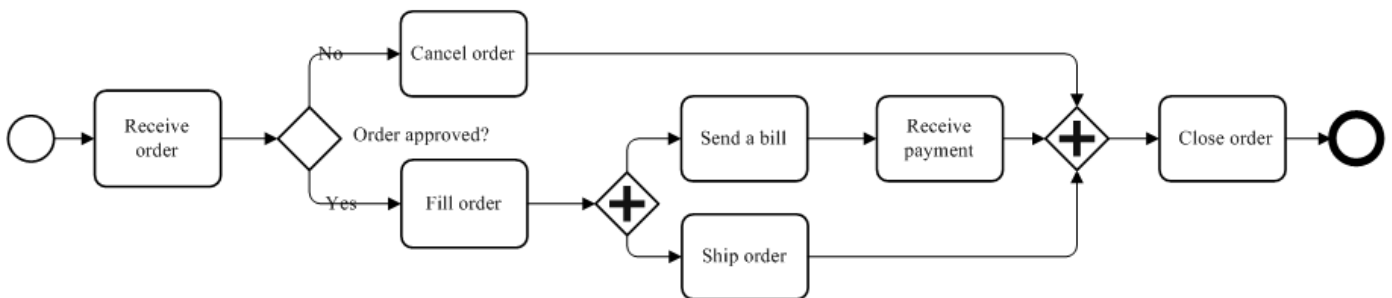 No
Cancel order
Receive
order
Order approved?
Send a bill
Receive
payment
Close order
Yes
Fill order
Ship order